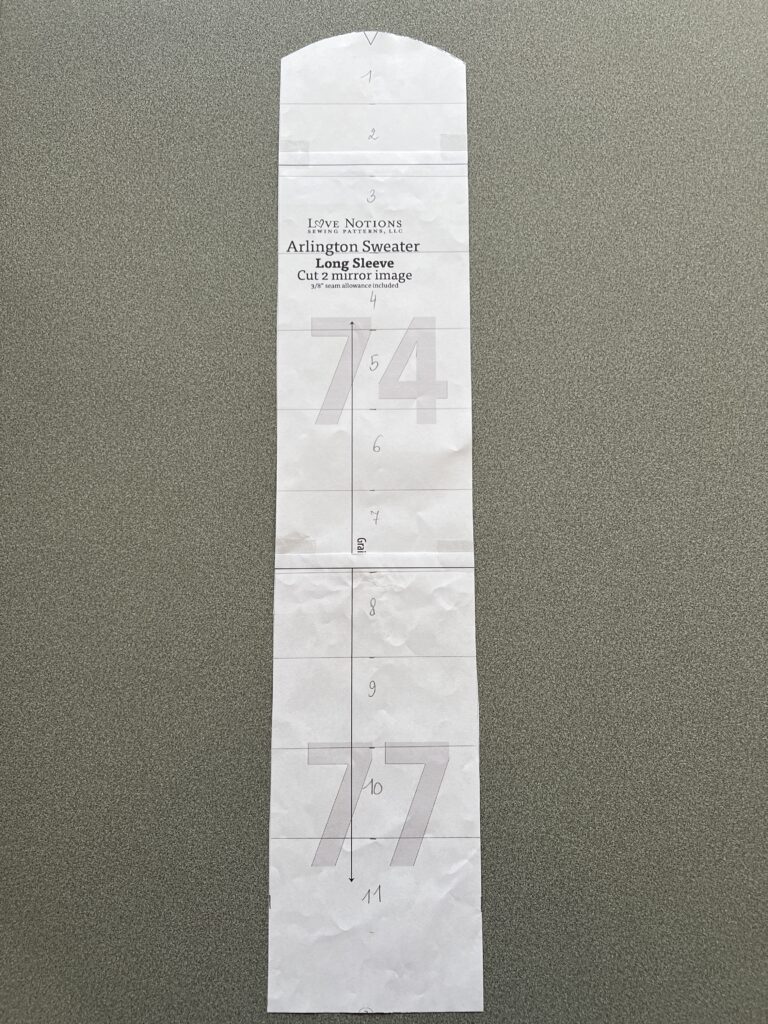 1
2
3
LOVE NOTIONS
SEWING PATTERNS, LLC
Arlington Sweater
Long Sleeve
Cut 2 mirror image
3/8" seam allowance included
4
74
5
6
7
Grai
8
9
77
10
11